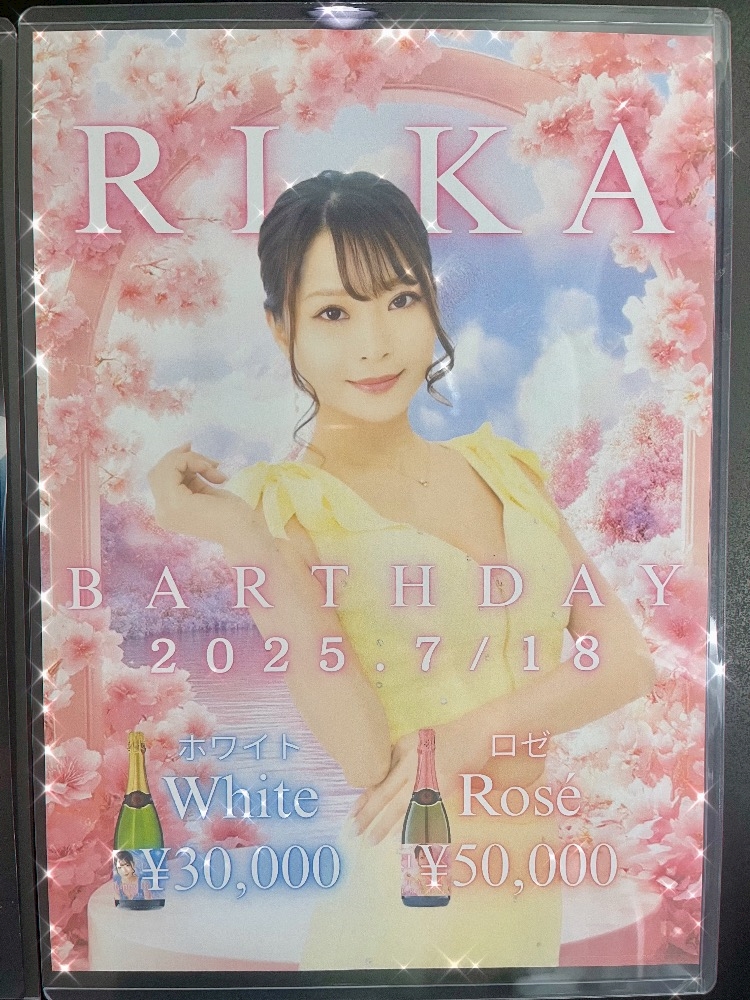 RIKA
BARTHDAY
2025.7/18
ホワイト
White
¥30,000
ロゼ
Rosé
¥50,000